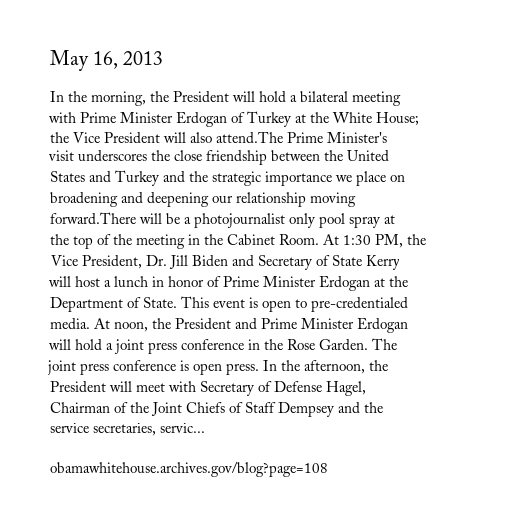 May 16, 2013
In the morning, the President will hold a bilateral meeting
with Prime Minister Erdogan of Turkey at the White House;
the Vice President will also attend.The Prime Minister's
visit underscores the close friendship between the United
States and Turkey and the strategic importance we place on
broadening and deepening our relationship moving
forward.There will be a photojournalist only pool spray at
the top of the meeting in the Cabinet Room. At 1:30 PM, the
Vice President, Dr. Jill Biden and Secretary of State Kerry
will host a lunch in honor of Prime Minister Erdogan at the
Department of State. This event is open to pre-credentialed
media. At noon, the President and Prime Minister Erdogan
will hold a joint press conference in the Rose Garden. The
joint press conference is open press. In the afternoon, the
President will meet with Secretary of Defense Hagel,
Chairman of the Joint Chiefs of Staff Dempsey and the
service secretaries, servic...
obamawhitehouse.archives.gov/blog?page=108